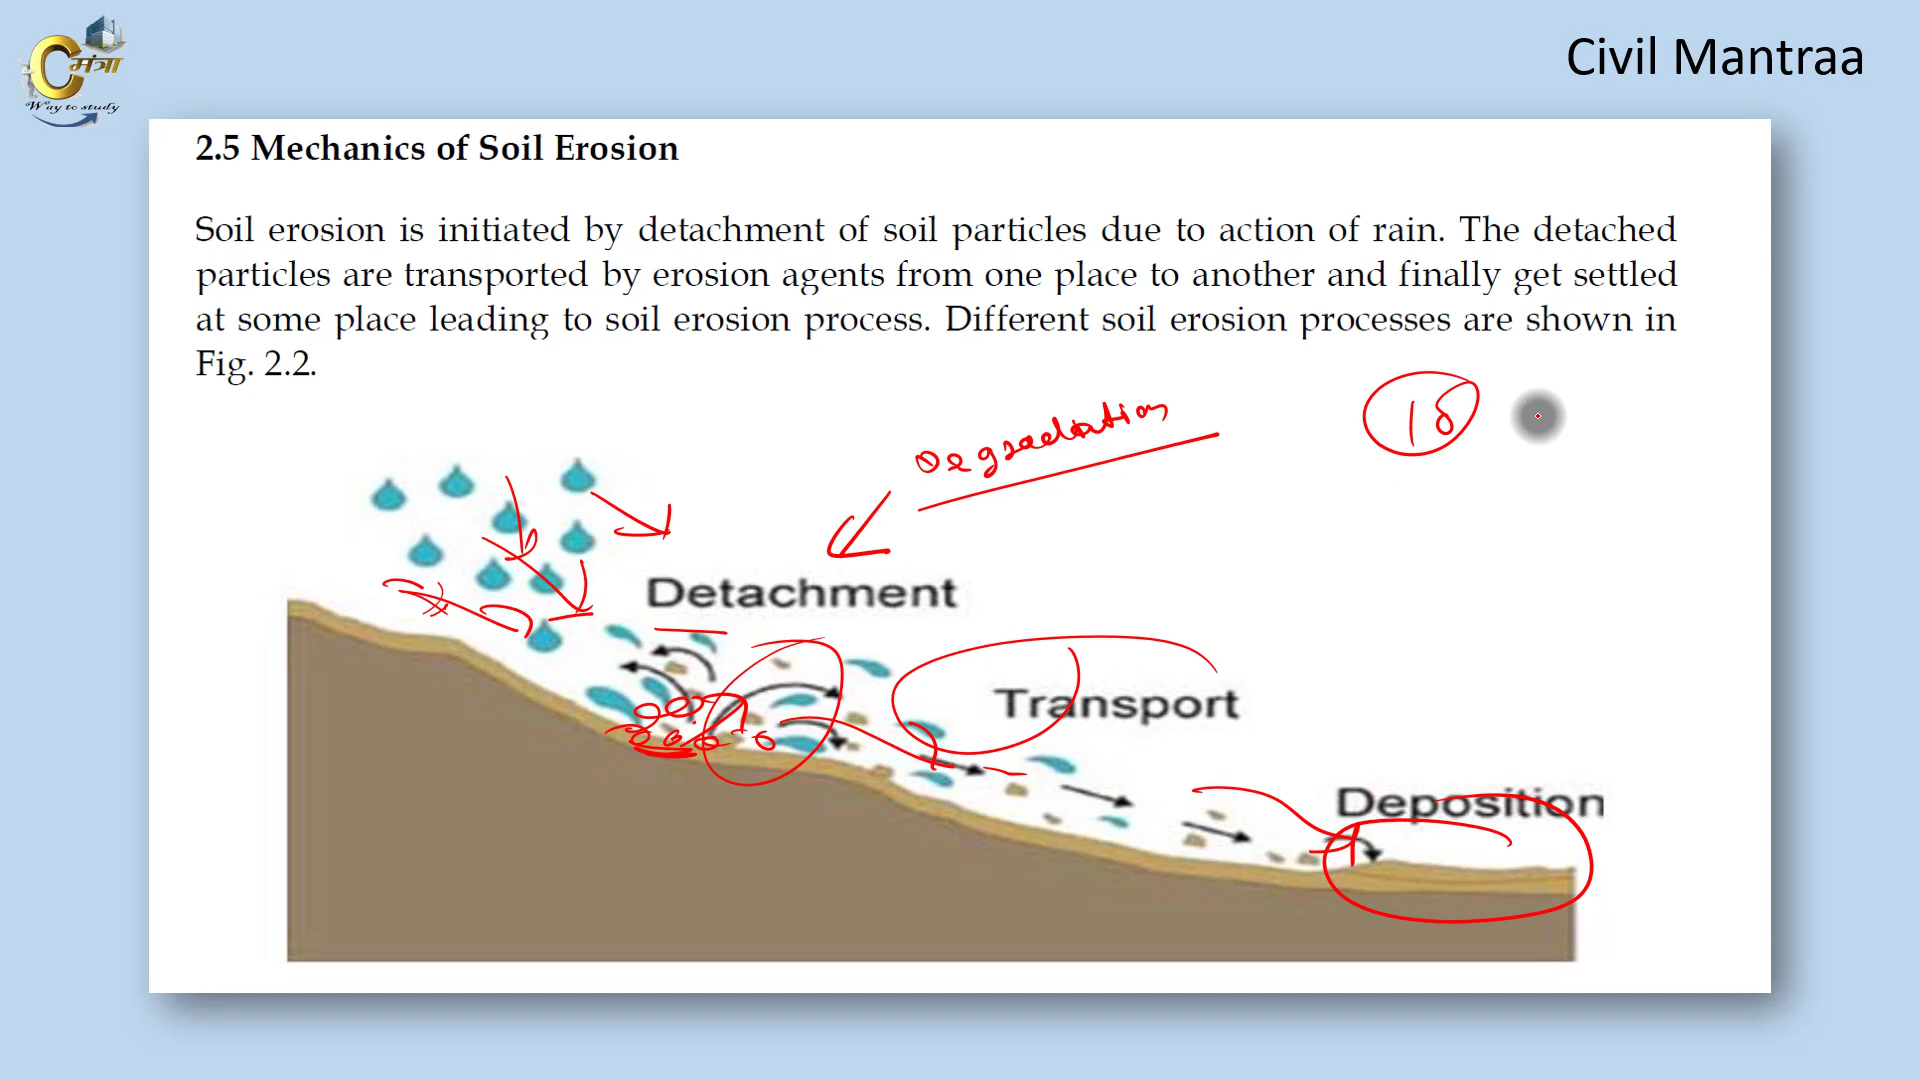 C मंत्रा
Way to study
Civil Mantraa
2.5 Mechanics of Soil Erosion
Soil erosion is initiated by detachment of soil particles due to action of rain. The detached
particles are transported by erosion agents from one place to another and finally get settled
at some place leading to soil erosion process. Different soil erosion processes are shown in
Fig. 2.2.
Degradation
Detachment
Transport
Deposition